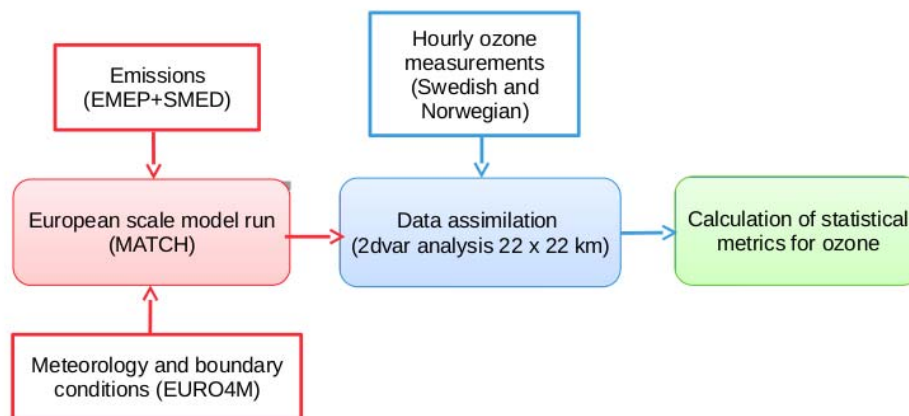 Emissions
(EMEP+SMED)
Hourly ozone
measurements
(Swedish and
Norwegian)
European scale model run
(MATCH)
Data assimilation
(2dvar analysis 22 x 22 km)
Calculation of statistical
metrics for ozone
Meteorology and boundary
conditions (EURO4M)